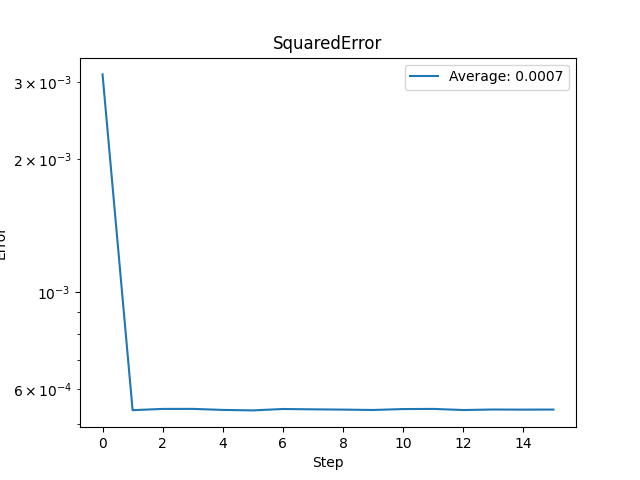 SquaredError
Average: 0.0007
3 × 10⁻³
2 × 10⁻³
10⁻³
6 × 10⁻⁴
Error
0 2 4 6 8 10 12 14
Step